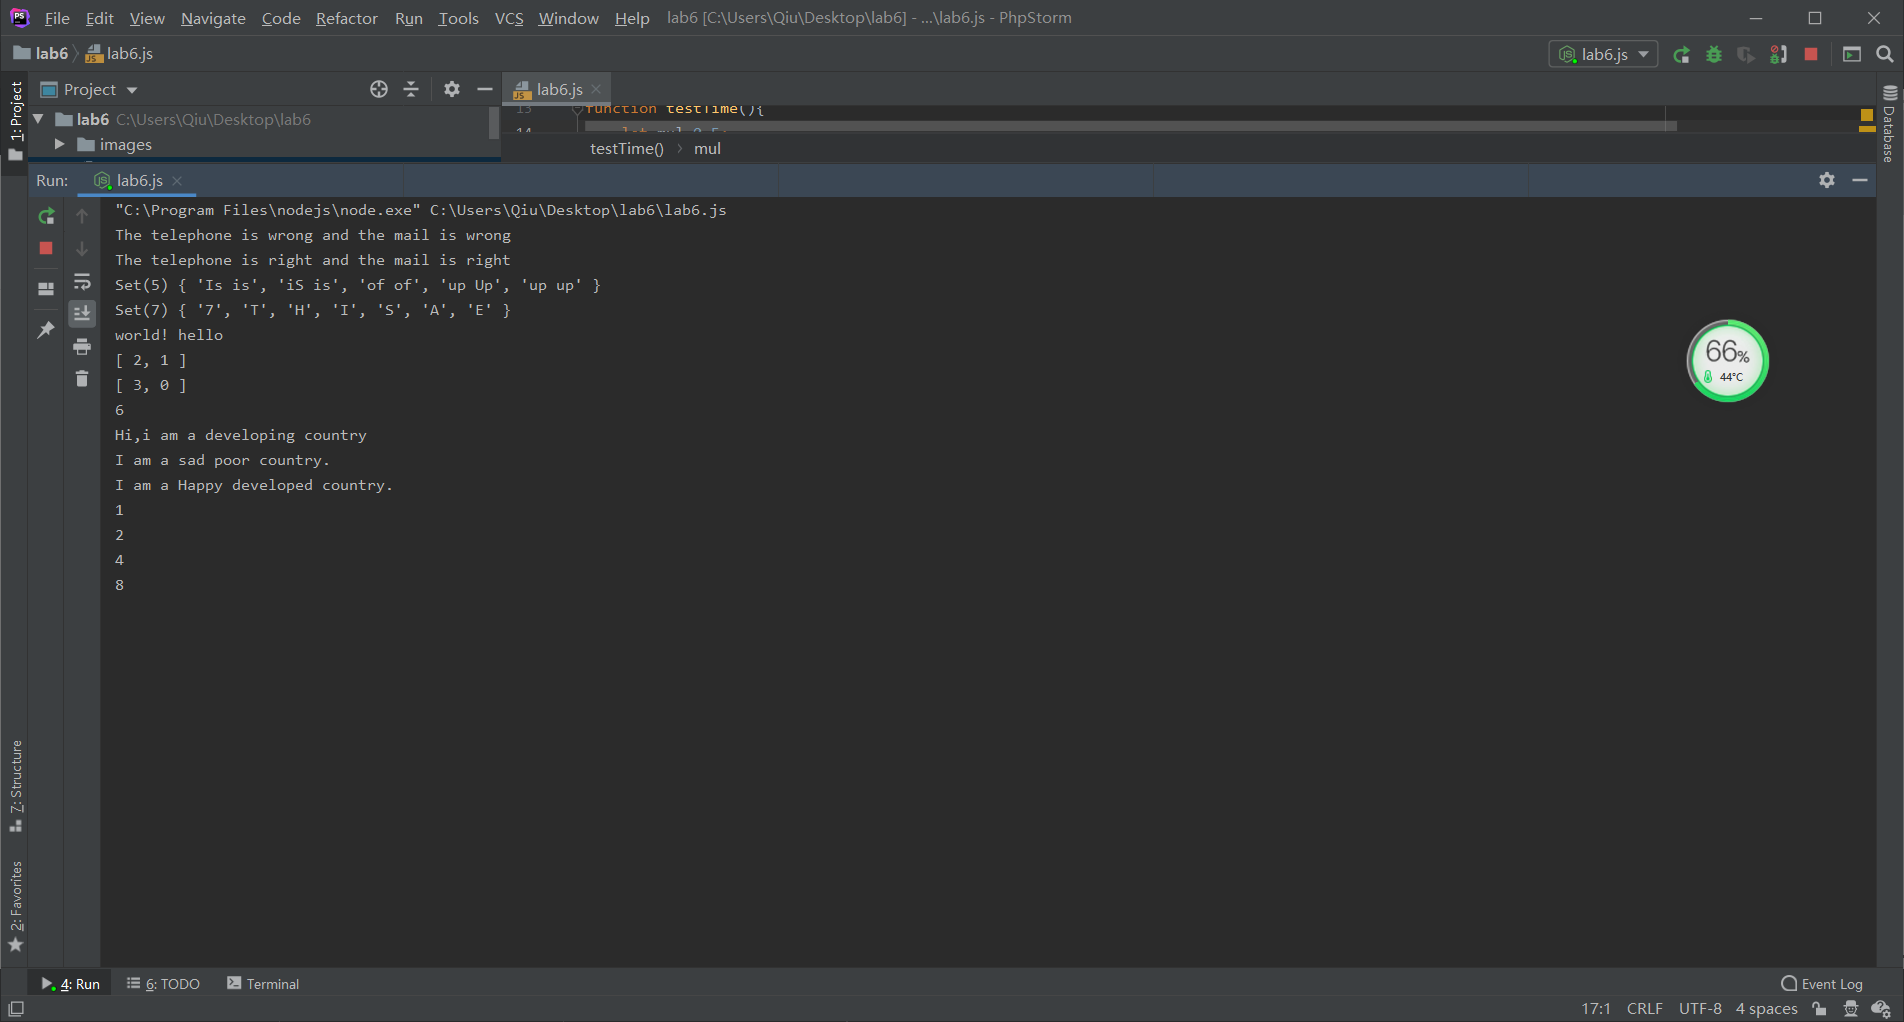 File Edit View Navigate Code Refactor Run Tools VCS Window Help lab6 [C:\Users\Qiu\Desktop\lab6] - ...\lab6.js - PhpStorm
lab6 lab6.js
lab6.js
1: Project
Project
lab6.js
lab6 C:\Users\Qiu\Desktop\lab6
images
13 function testTime(){
14
testTime() › mul
Database
Run: lab6.js
"C:\Program Files\nodejs\node.exe" C:\Users\Qiu\Desktop\lab6\lab6.js
The telephone is wrong and the mail is wrong
The telephone is right and the mail is right
Set(5) { 'Is is', 'iS is', 'of of', 'up Up', 'up up' }
Set(7) { '7', 'T', 'H', 'I', 'S', 'A', 'E' }
world! hello
[ 2, 1 ]
[ 3, 0 ]
6
Hi,i am a developing country
I am a sad poor country.
I am a Happy developed country.
1
2
4
8
66%
44°C
7: Structure
2: Favorites
4: Run 6: TODO Terminal Event Log
17:1 CRLF UTF-8 4 spaces